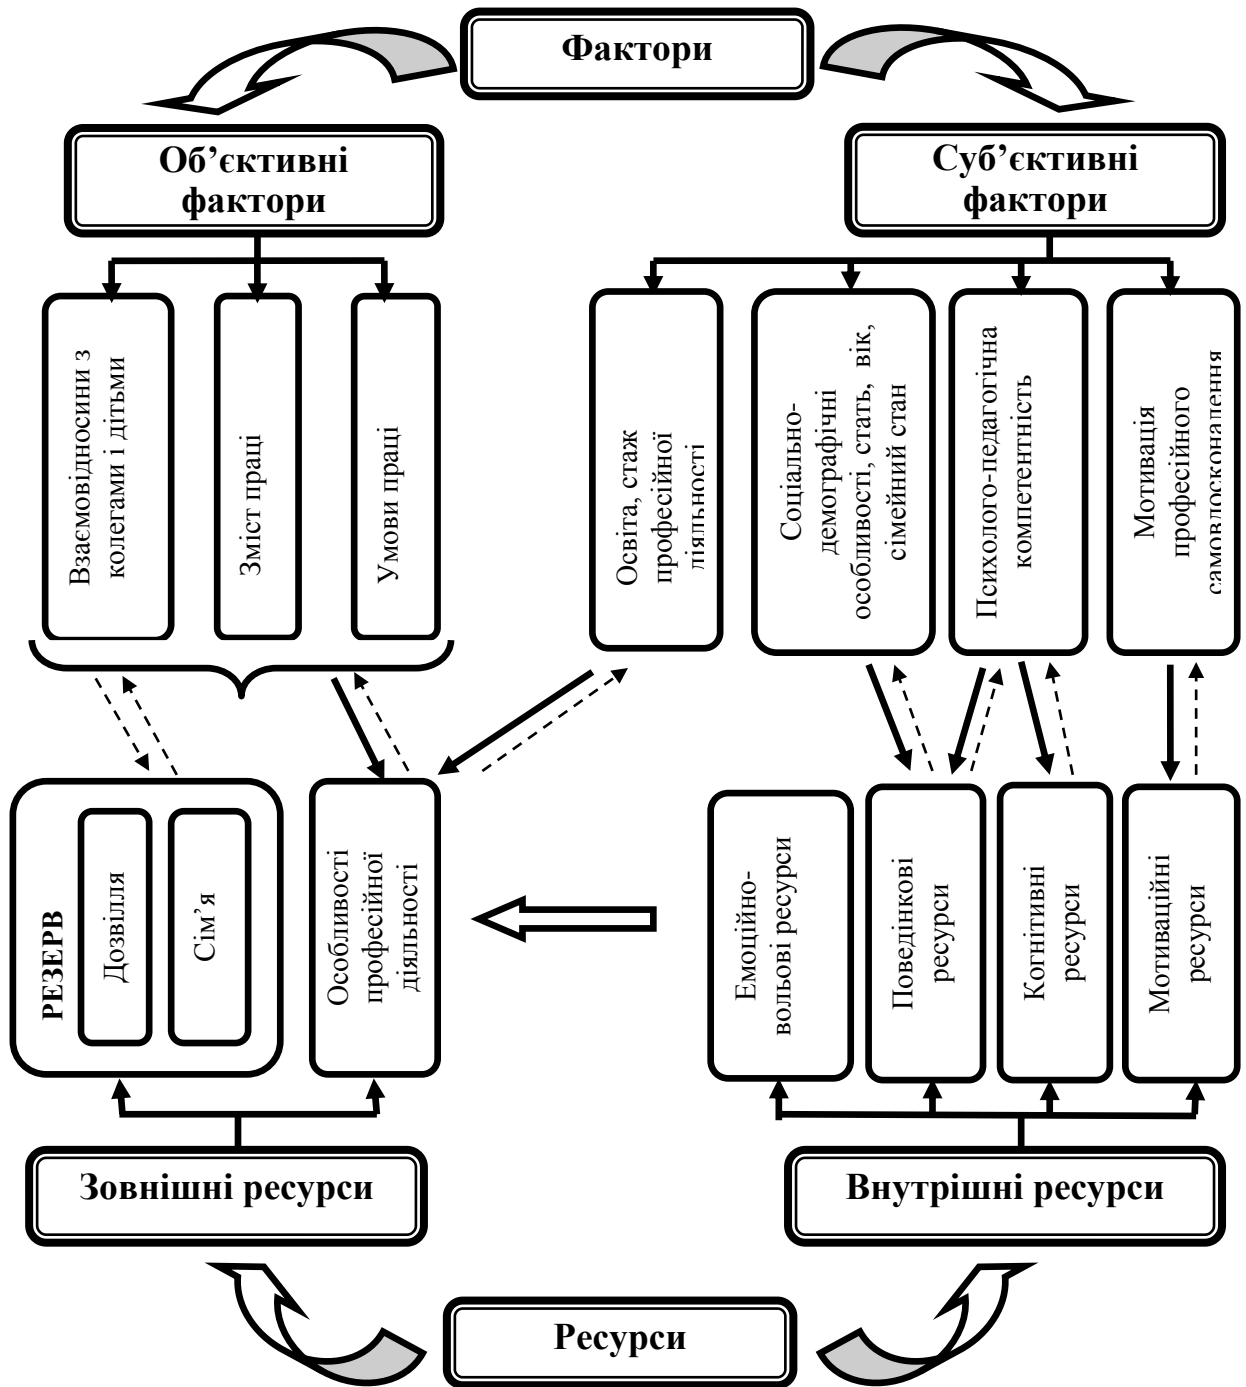 Фактори
Об’єктивні
фактори
Суб’єктивні
фактори
Взаємовідносини з
колегами і дітьми
Зміст праці
Умови праці
Освіта, стаж
професійної
діяльності
Соціально-
демографічні
особливості, стать, вік,
сімейний стан
Психолого-педагогічна
компетентність
Мотивація
професійного
самовдосконалення
РЕЗЕРВ
Дозвілля
Сім’я
Особливості
професійної
діяльності
Емоційно-
вольові ресурси
Поведінкові
ресурси
Когнітивні
ресурси
Мотиваційні
ресурси
Зовнішні ресурси
Внутрішні ресурси
Ресурси